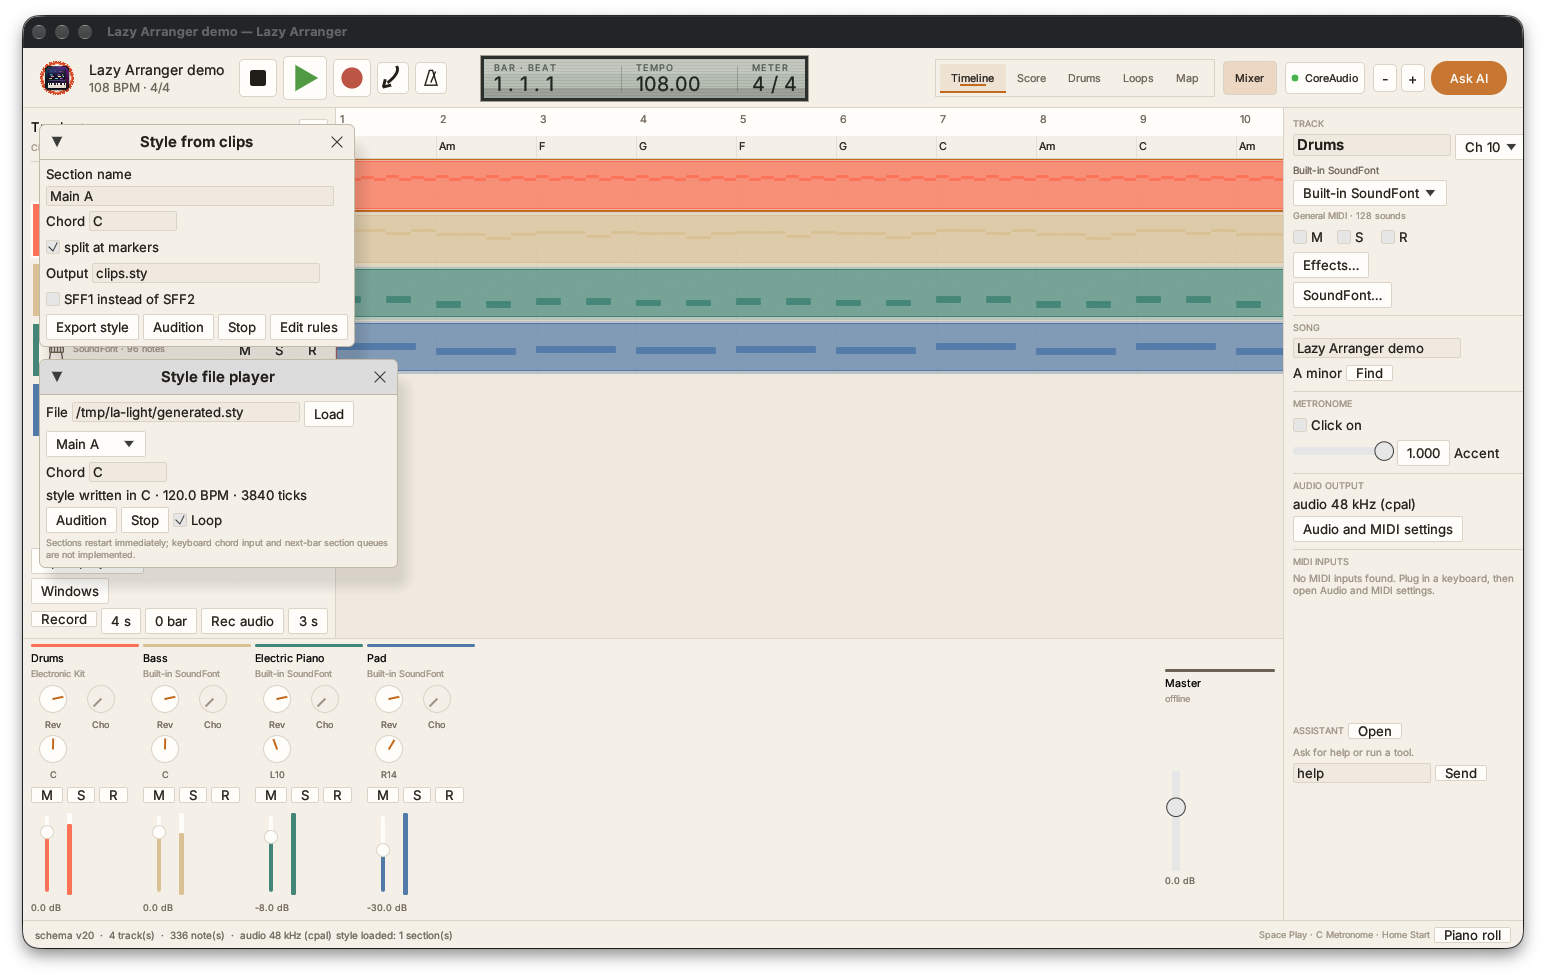 Lazy Arranger demo — Lazy Arranger
Lazy Arranger demo
108 BPM · 4/4
BAR · BEAT
1 . 1 . 1
TEMPO
108.00
METER
4 / 4
Timeline
Score
Drums
Loops
Map
Mixer
CoreAudio
-
+
Ask AI
1 2 3 4 5 6 7 8 9 10
Am F G F G C Am C Am
Style from clips
Section name
Main A
Chord C
split at markers
Output clips.sty
SFF1 instead of SFF2
Export style Audition Stop Edit rules
SoundFont · 96 notes M S R
Style file player
File /tmp/la-light/generated.sty Load
Main A
Chord C
style written in C · 120.0 BPM · 3840 ticks
Audition Stop Loop
Sections restart immediately; keyboard chord input and next-bar section queues
are not implemented.
Windows
Record 4 s 0 bar Rec audio 3 s
TRACK
Drums Ch 10
Built-in SoundFont
Built-in SoundFont
General MIDI · 128 sounds
M S R
Effects...
SoundFont...
SONG
Lazy Arranger demo
A minor Find
METRONOME
Click on
1.000 Accent
AUDIO OUTPUT
audio 48 kHz (cpal)
Audio and MIDI settings
MIDI INPUTS
No MIDI inputs found. Plug in a keyboard, then
open Audio and MIDI settings.
ASSISTANT Open
Ask for help or run a tool.
help Send
Drums
Electronic Kit
Rev Cho
C
M S R
0.0 dB
Bass
Built-in SoundFont
Rev Cho
C
M S R
0.0 dB
Electric Piano
Built-in SoundFont
Rev Cho
L10
M S R
-8.0 dB
Pad
Built-in SoundFont
Rev Cho
R14
M S R
-30.0 dB
Master
offline
0.0 dB
schema v20 · 4 track(s) · 336 note(s) · audio 48 kHz (cpal) style loaded: 1 section(s)
Space Play · C Metronome · Home Start Piano roll